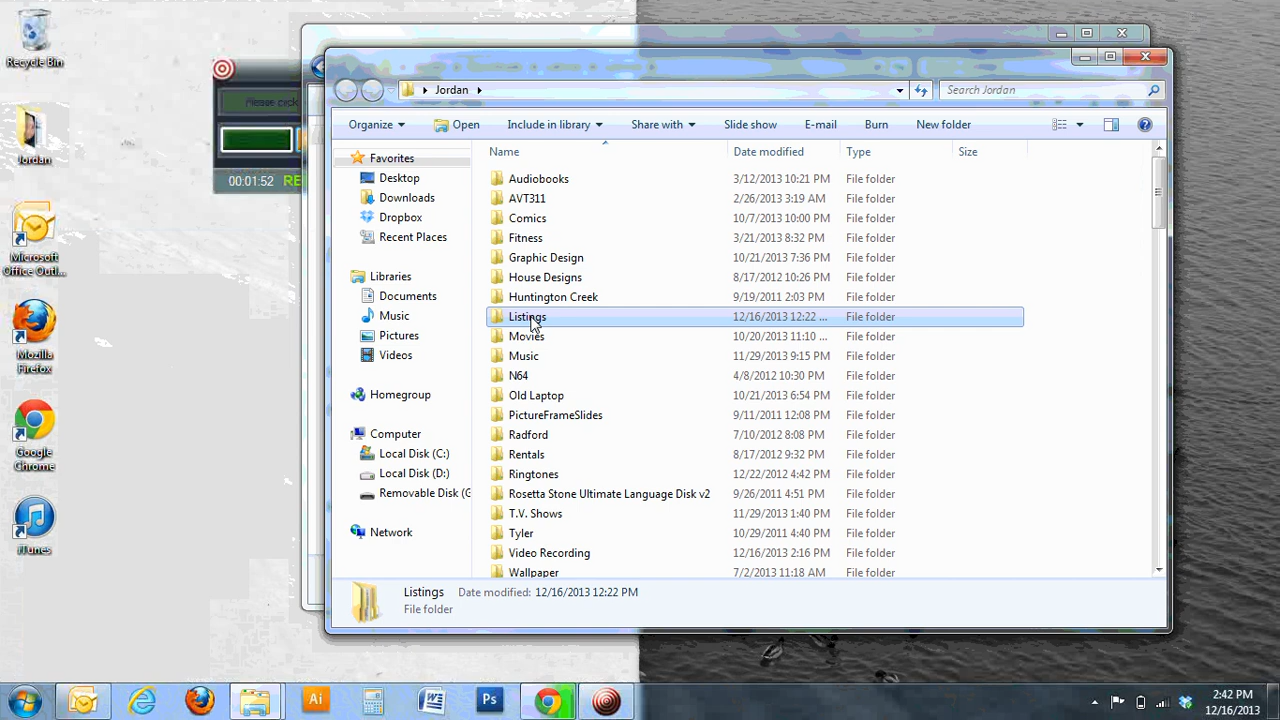 Recycle Bin
Jordan
Microsoft
Office Outl...
Mozilla
Firefox
Google
Chrome
iTunes
Please pick
00:01:52 RE
Jordan
Search Jordan
Organize Open Include in library Share with Slide show E-mail Burn New folder
Favorites
Desktop
Downloads
Dropbox
Recent Places
Libraries
Documents
Music
Pictures
Videos
Homegroup
Computer
Local Disk (C:)
Local Disk (D:)
Removable Disk (G
Network
Name Date modified Type Size
Audiobooks 3/12/2013 10:21 PM File folder
AVT311 2/26/2013 3:19 AM File folder
Comics 10/7/2013 10:00 PM File folder
Fitness 3/21/2013 8:32 PM File folder
Graphic Design 10/21/2013 7:36 PM File folder
House Designs 8/17/2012 10:26 PM File folder
Huntington Creek 9/19/2011 2:03 PM File folder
Listings 12/16/2013 12:22 ... File folder
Movies 10/20/2013 11:10 ... File folder
Music 11/29/2013 9:15 PM File folder
N64 4/8/2012 10:30 PM File folder
Old Laptop 10/21/2013 6:54 PM File folder
PictureFrameSlides 9/11/2011 12:08 PM File folder
Radford 7/10/2012 8:08 PM File folder
Rentals 8/17/2012 9:32 PM File folder
Ringtones 12/22/2012 4:42 PM File folder
Rosetta Stone Ultimate Language Disk v2 9/26/2011 4:51 PM File folder
T.V. Shows 11/29/2013 1:40 PM File folder
Tyler 10/29/2011 4:40 PM File folder
Video Recording 12/16/2013 2:16 PM File folder
Wallpaper 7/2/2013 11:18 AM File folder
Listings Date modified: 12/16/2013 12:22 PM
File folder
Ai
W
Ps
2:42 PM
12/16/2013